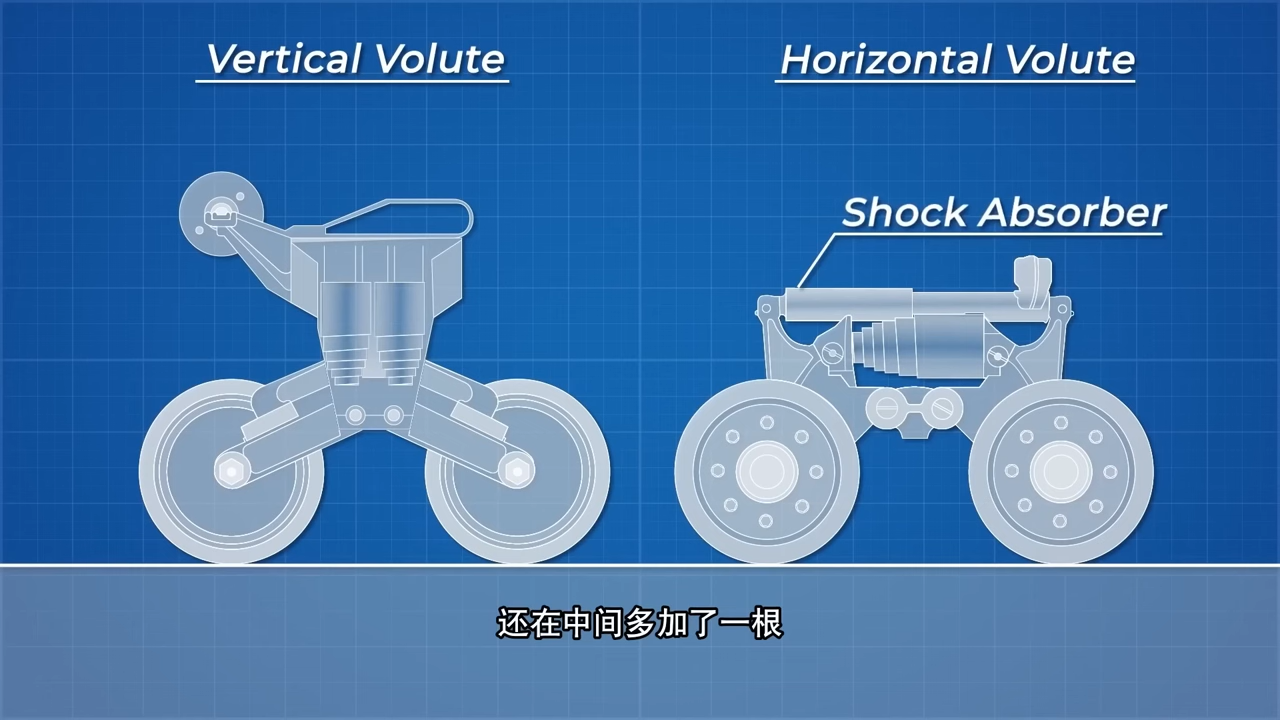 Vertical Volute
Horizontal Volute
Shock Absorber
还在中间多加了一根